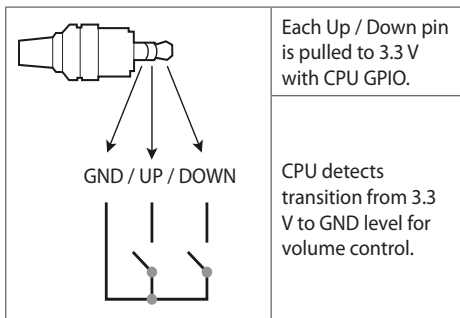 Each Up / Down pin
is pulled to 3.3 V
with CPU GPIO.
GND / UP / DOWN
CPU detects
transition from 3.3
V to GND level for
volume control.